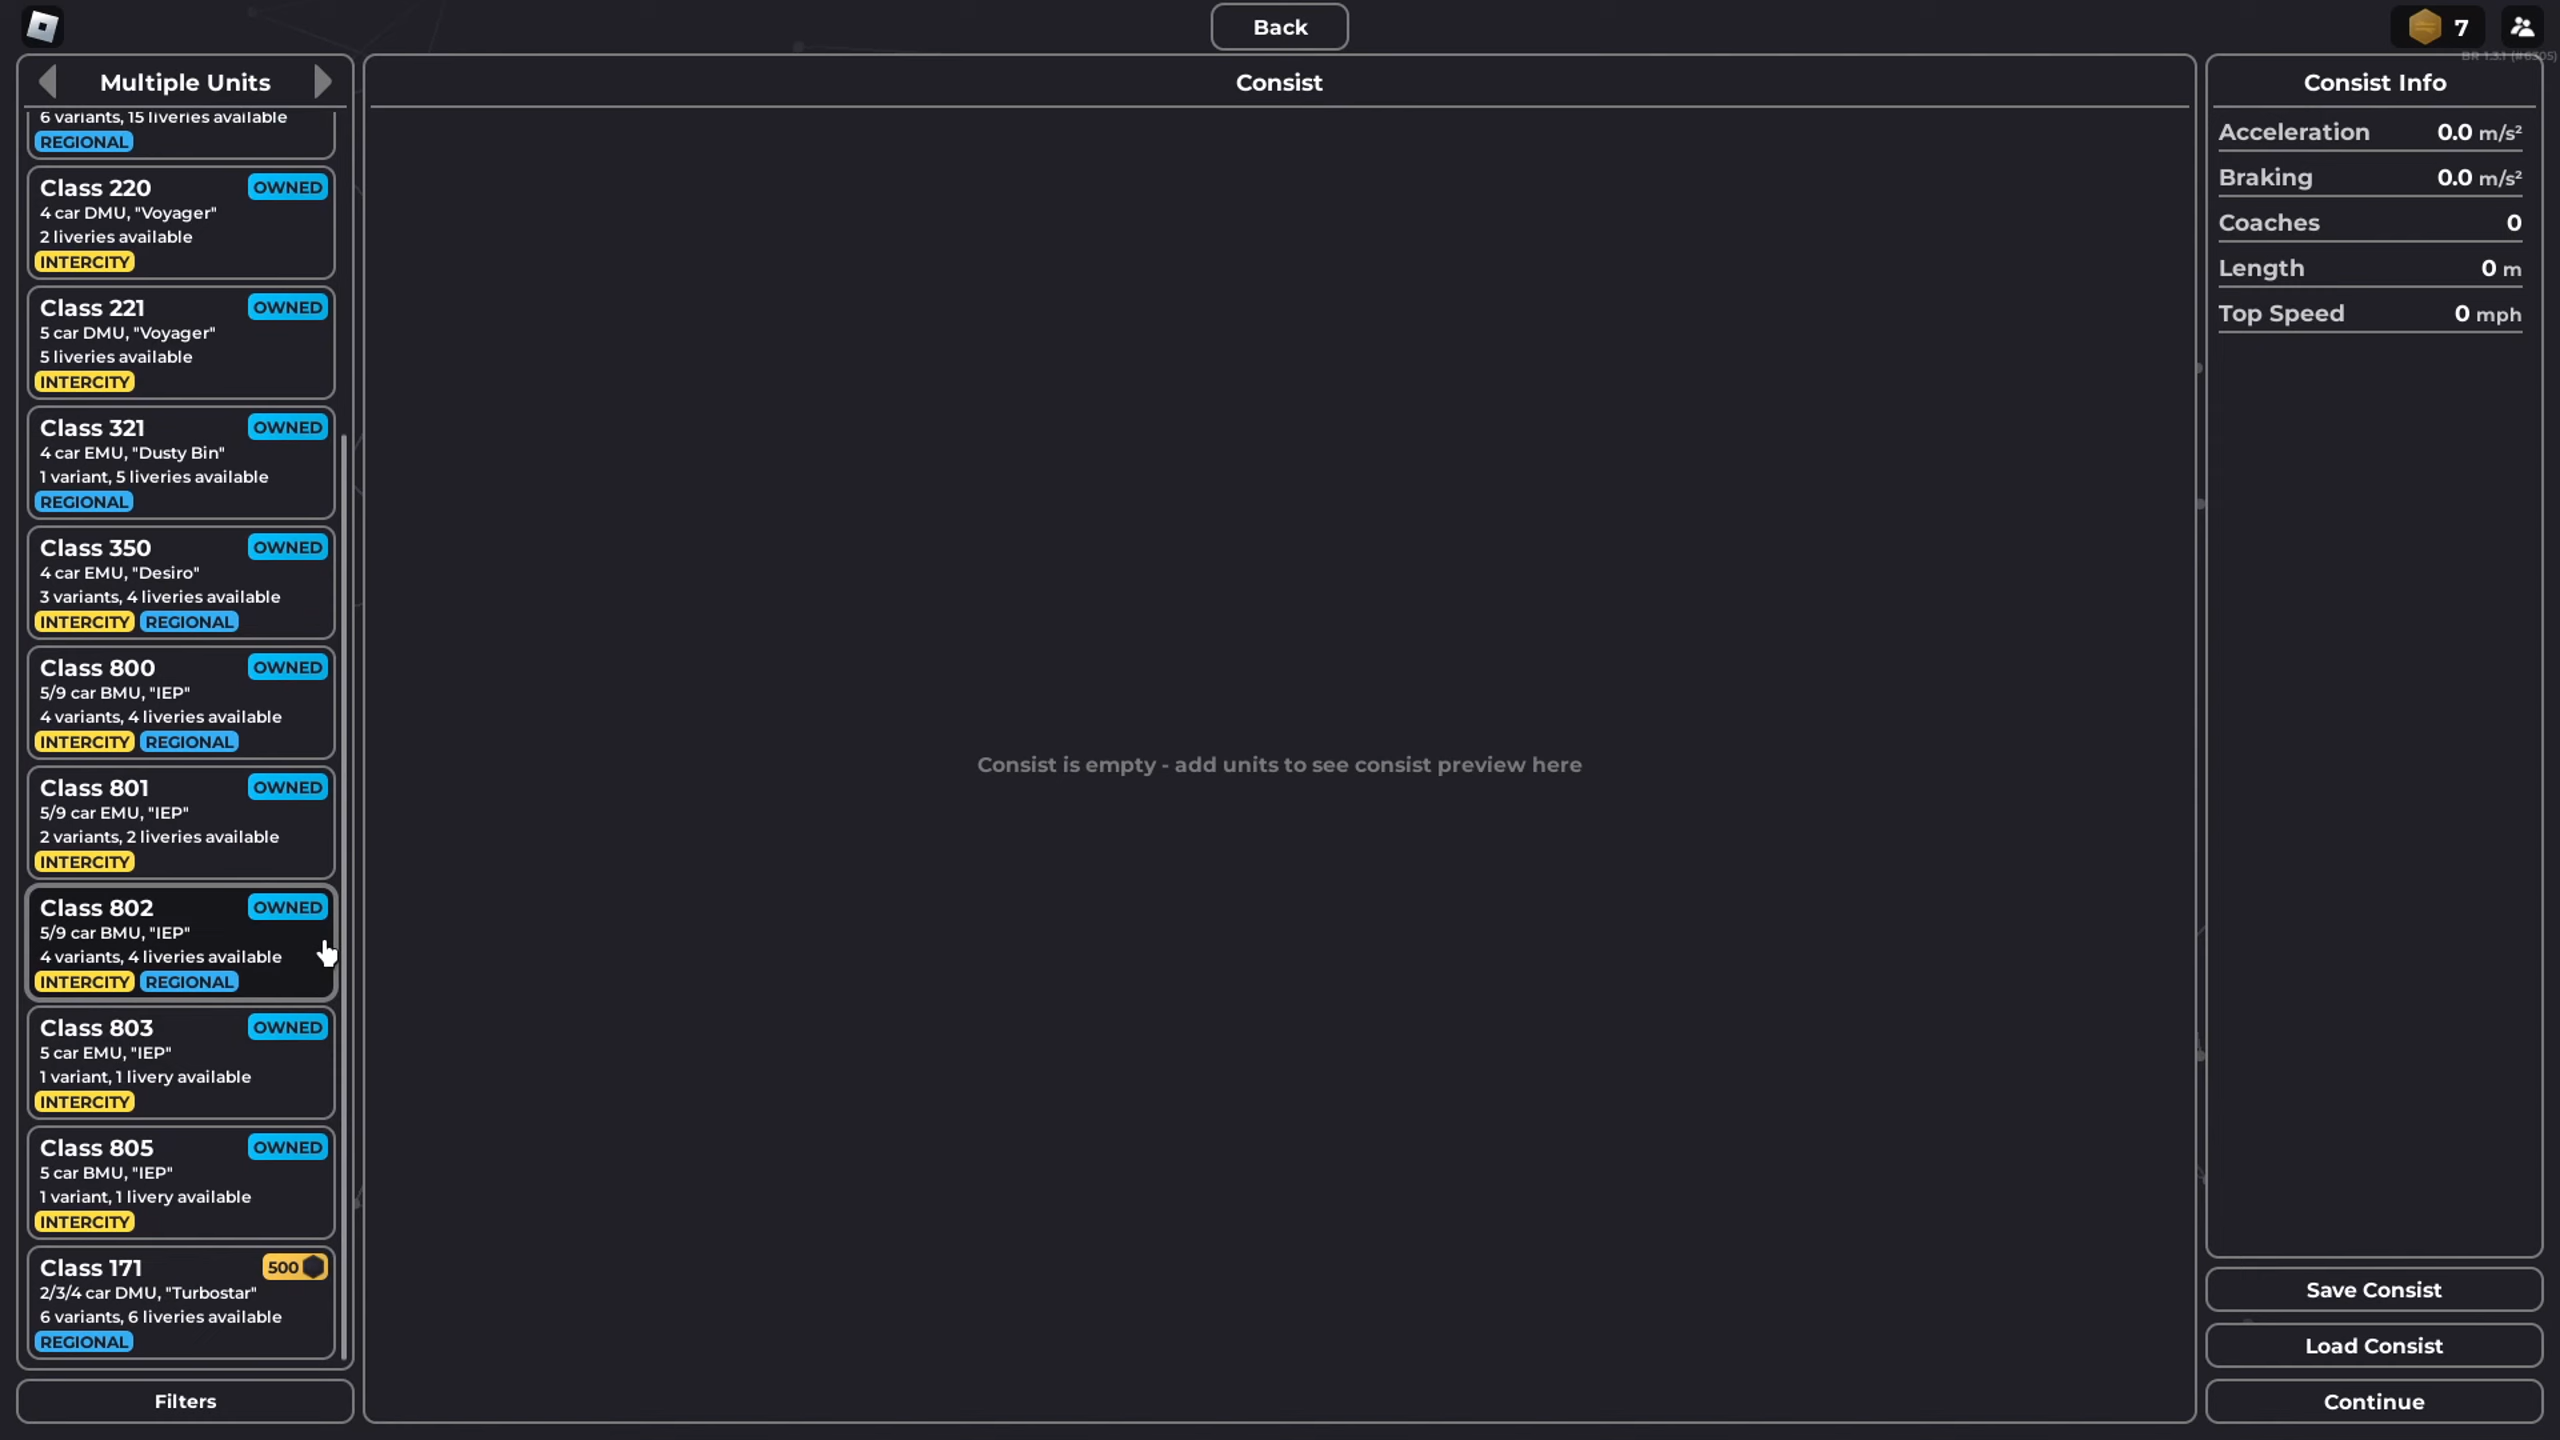 Back
7
BR 1.3.1 (#6305)
Multiple Units
6 variants, 15 liveries available
REGIONAL
Class 220
OWNED
4 car DMU, "Voyager"
2 liveries available
INTERCITY
Class 221
OWNED
5 car DMU, "Voyager"
5 liveries available
INTERCITY
Class 321
OWNED
4 car EMU, "Dusty Bin"
1 variant, 5 liveries available
REGIONAL
Class 350
OWNED
4 car EMU, "Desiro"
3 variants, 4 liveries available
INTERCITY REGIONAL
Class 800
OWNED
5/9 car BMU, "IEP"
4 variants, 4 liveries available
INTERCITY REGIONAL
Class 801
OWNED
5/9 car EMU, "IEP"
2 variants, 2 liveries available
INTERCITY
Class 802
OWNED
5/9 car BMU, "IEP"
4 variants, 4 liveries available
INTERCITY REGIONAL
Class 803
OWNED
5 car EMU, "IEP"
1 variant, 1 livery available
INTERCITY
Class 805
OWNED
5 car BMU, "IEP"
1 variant, 1 livery available
INTERCITY
Class 171
500
2/3/4 car DMU, "Turbostar"
6 variants, 6 liveries available
REGIONAL
Filters
Consist
Consist is empty - add units to see consist preview here
Consist Info
Acceleration 0.0 m/s²
Braking 0.0 m/s²
Coaches 0
Length 0 m
Top Speed 0 mph
Save Consist
Load Consist
Continue